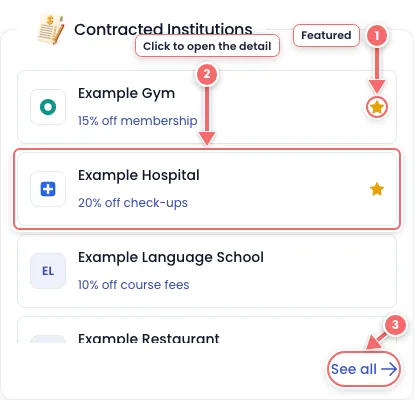 Contracted Institutions
Click to open the detail
Featured
1
2
Example Gym
15% off membership
Example Hospital
20% off check-ups
EL
Example Language School
10% off course fees
Example Restaurant
3
See all